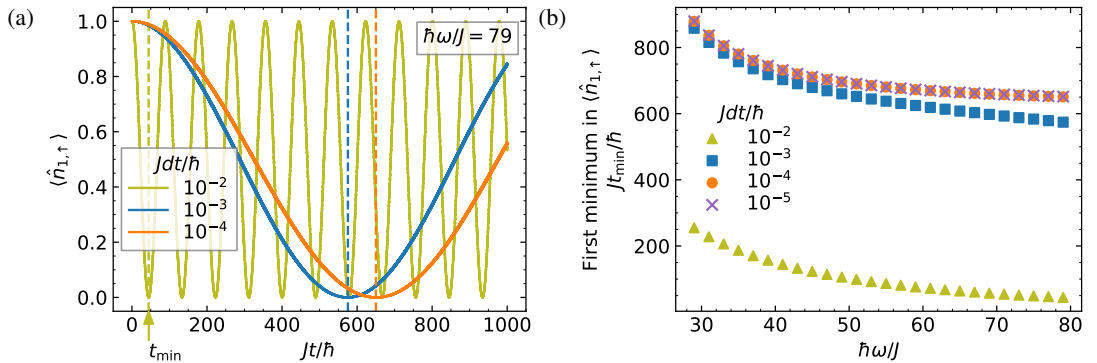 (a)
ħω/J = 79
⟨n̂1,↑⟩
1.0
0.8
0.6
0.4
0.2
0.0
Jdt/ħ
10⁻²
10⁻³
10⁻⁴
0 200 400 600 800 1000
tmin
Jt/ħ
(b)
First minimum in ⟨n̂1,↑⟩
Jtmin/ħ
800
600
400
200
Jdt/ħ
10⁻²
10⁻³
10⁻⁴
10⁻⁵
30 40 50 60 70 80
ħω/J